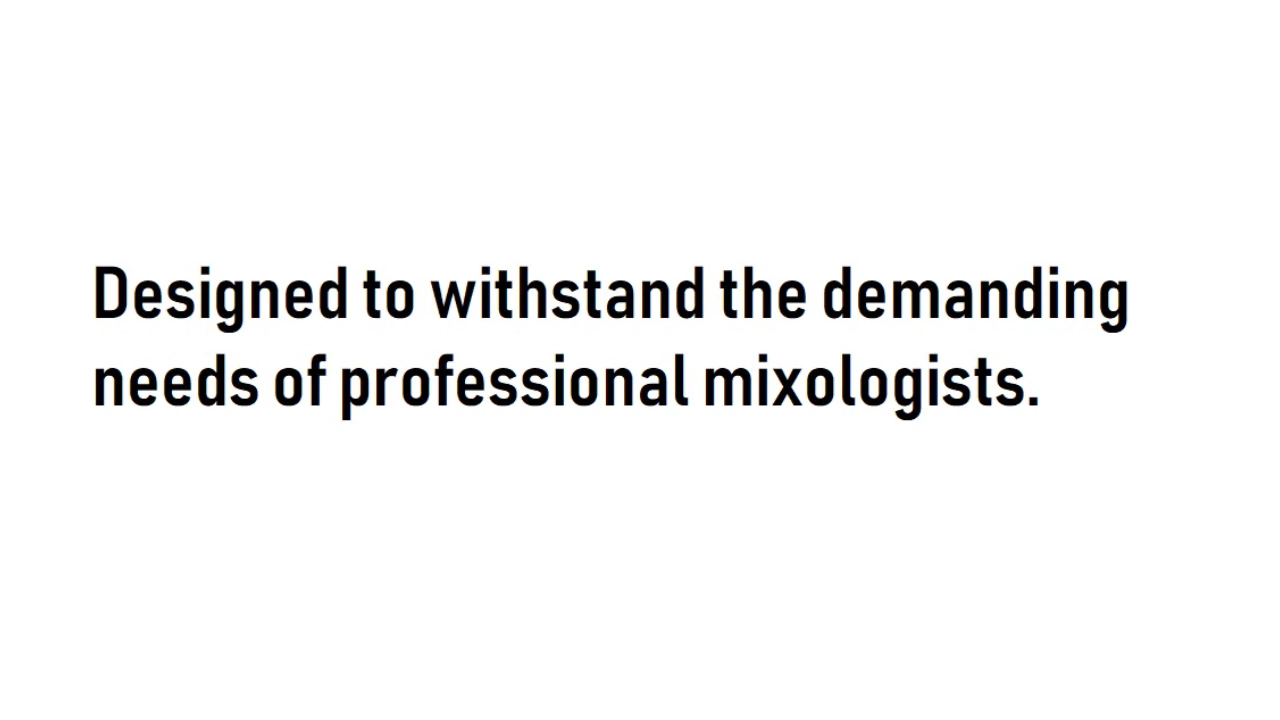 Designed to withstand the demanding
needs of professional mixologists.